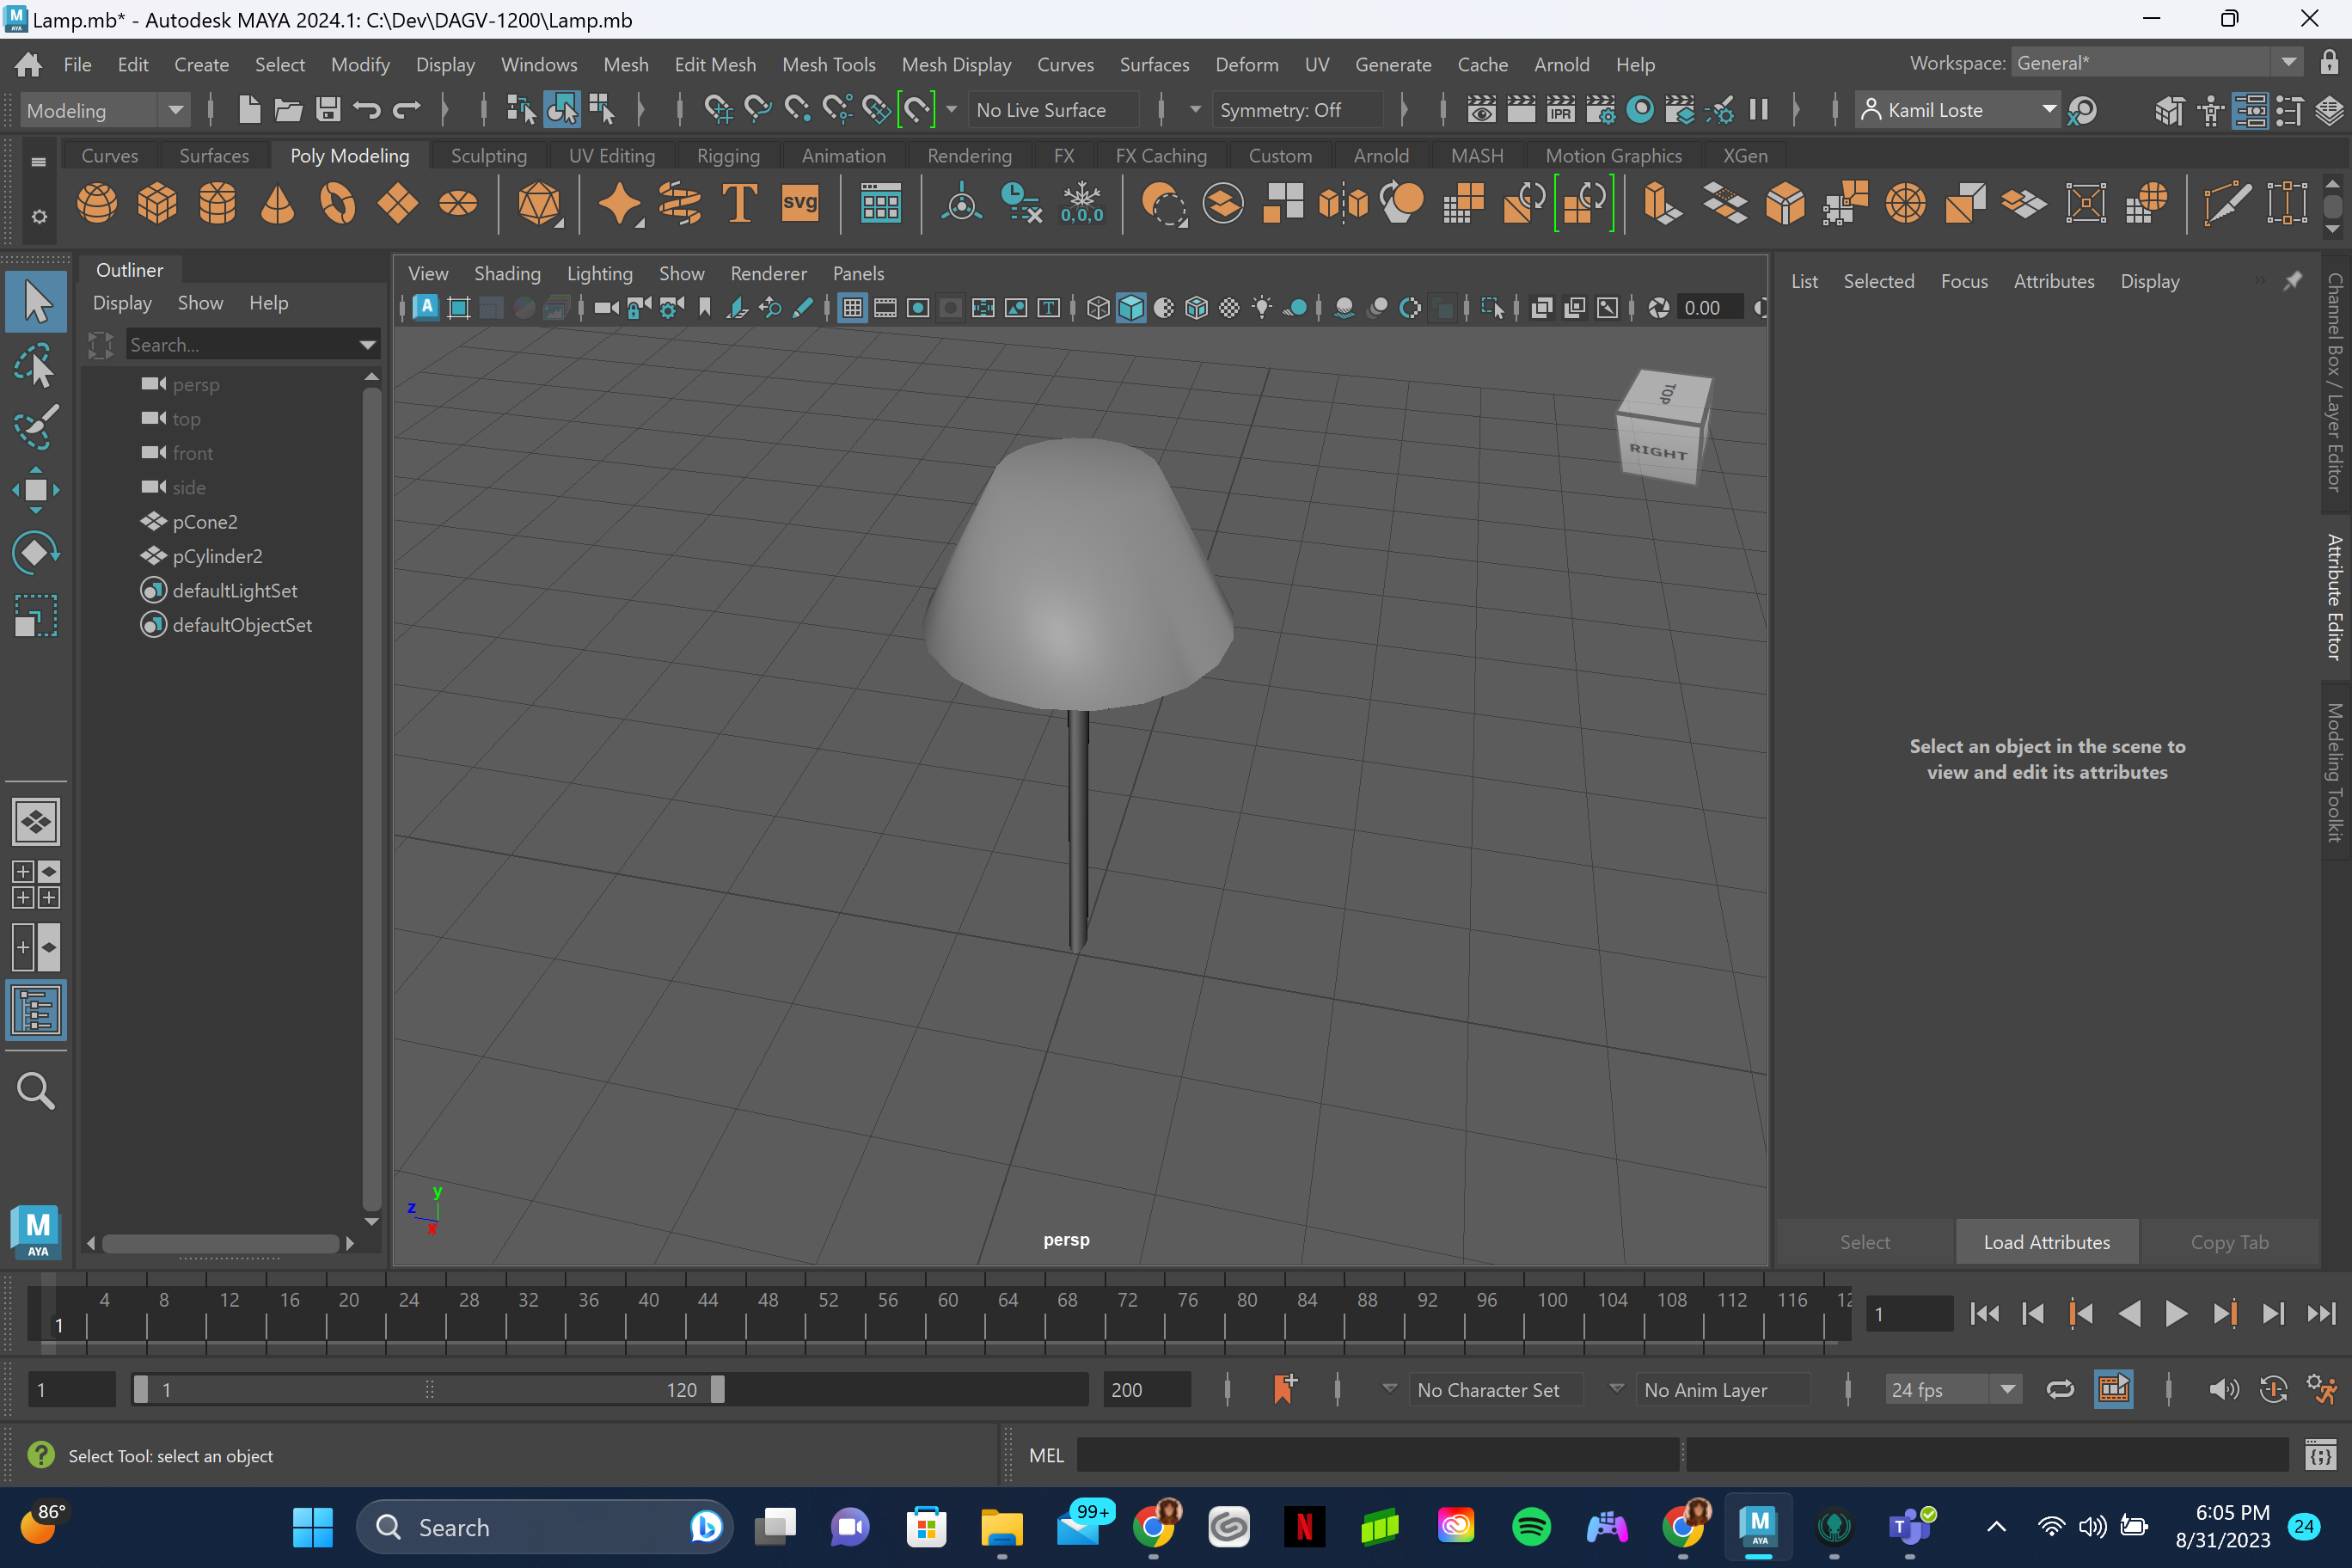 Lamp.mb* - Autodesk MAYA 2024.1: C:\Dev\DAGV-1200\Lamp.mb
File Edit Create Select Modify Display Windows Mesh Edit Mesh Mesh Tools Mesh Display Curves Surfaces Deform UV Generate Cache Arnold Help Workspace: General*
Modeling No Live Surface Symmetry: Off IPR Kamil Loste
Curves Surfaces Poly Modeling Sculpting UV Editing Rigging Animation Rendering FX FX Caching Custom Arnold MASH Motion Graphics XGen
T SVG 0,0,0
Outliner
Display Show Help
Search...
persp
top
front
side
pCone2
pCylinder2
defaultLightSet
defaultObjectSet
View Shading Lighting Show Renderer Panels
0.00
TOP
RIGHT
y
z
x
persp
List Selected Focus Attributes Display
Select an object in the scene to
view and edit its attributes
Select Load Attributes Copy Tab
Channel Box / Layer Editor
Attribute Editor
Modeling Toolkit
M
AYA
4 8 12 16 20 24 28 32 36 40 44 48 52 56 60 64 68 72 76 80 84 88 92 96 100 104 108 112 116 12
1
1
1 1 120 200 No Character Set No Anim Layer 24 fps
Select Tool: select an object MEL
86°
Search
99+
N
M
AYA
T
6:05 PM
8/31/2023
24